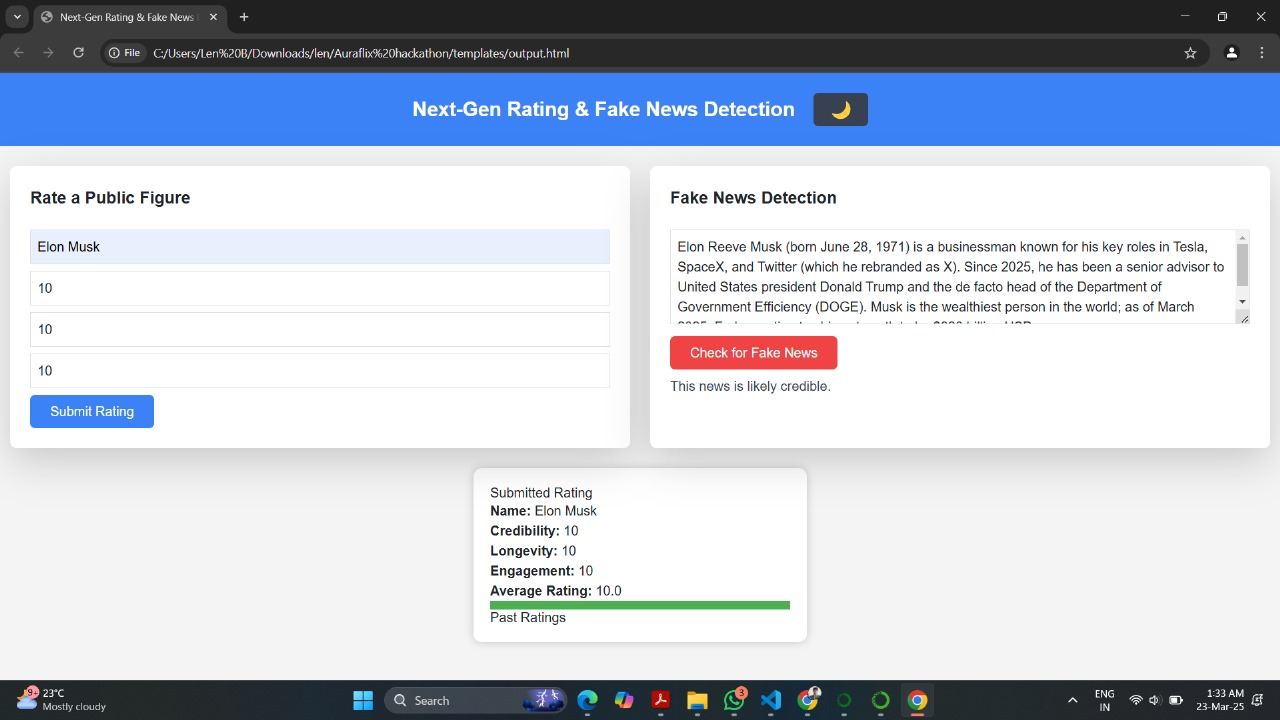 Next-Gen Rating & Fake News
File C:/Users/Len%20B/Downloads/len/Auraflix%20hackathon/templates/output.html
Next-Gen Rating & Fake News Detection
Rate a Public Figure
Elon Musk
10
10
10
Submit Rating
Fake News Detection
Elon Reeve Musk (born June 28, 1971) is a businessman known for his key roles in Tesla,
SpaceX, and Twitter (which he rebranded as X). Since 2025, he has been a senior advisor to
United States president Donald Trump and the de facto head of the Department of
Government Efficiency (DOGE). Musk is the wealthiest person in the world; as of March
Check for Fake News
This news is likely credible.
Submitted Rating
Name: Elon Musk
Credibility: 10
Longevity: 10
Engagement: 10
Average Rating: 10.0
Past Ratings
9+
23°C
Mostly cloudy
Search
3
ENG
IN
1:33 AM
23-Mar-25